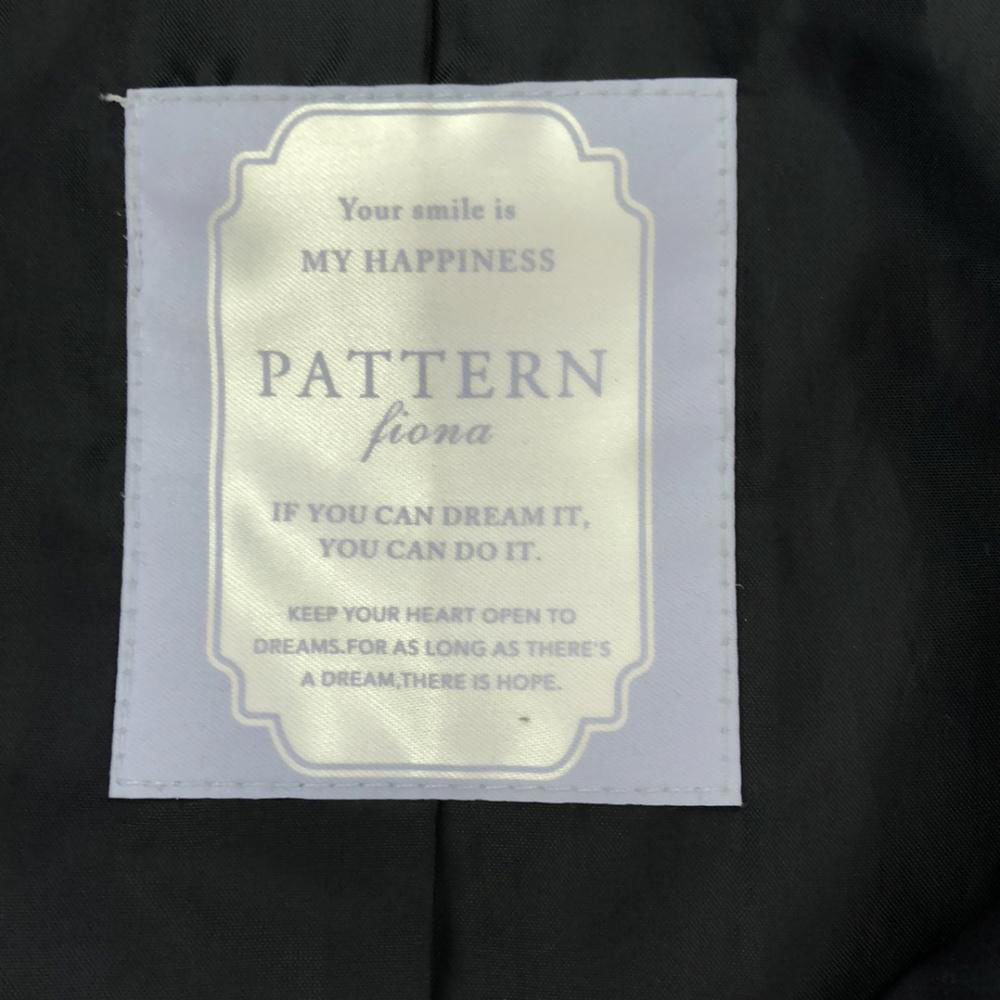 Your smile is
MY HAPPINESS
PATTERN
fiona
IF YOU CAN DREAM IT,
YOU CAN DO IT.
KEEP YOUR HEART OPEN TO
DREAMS.FOR AS LONG AS THERE'S
A DREAM,THERE IS HOPE.